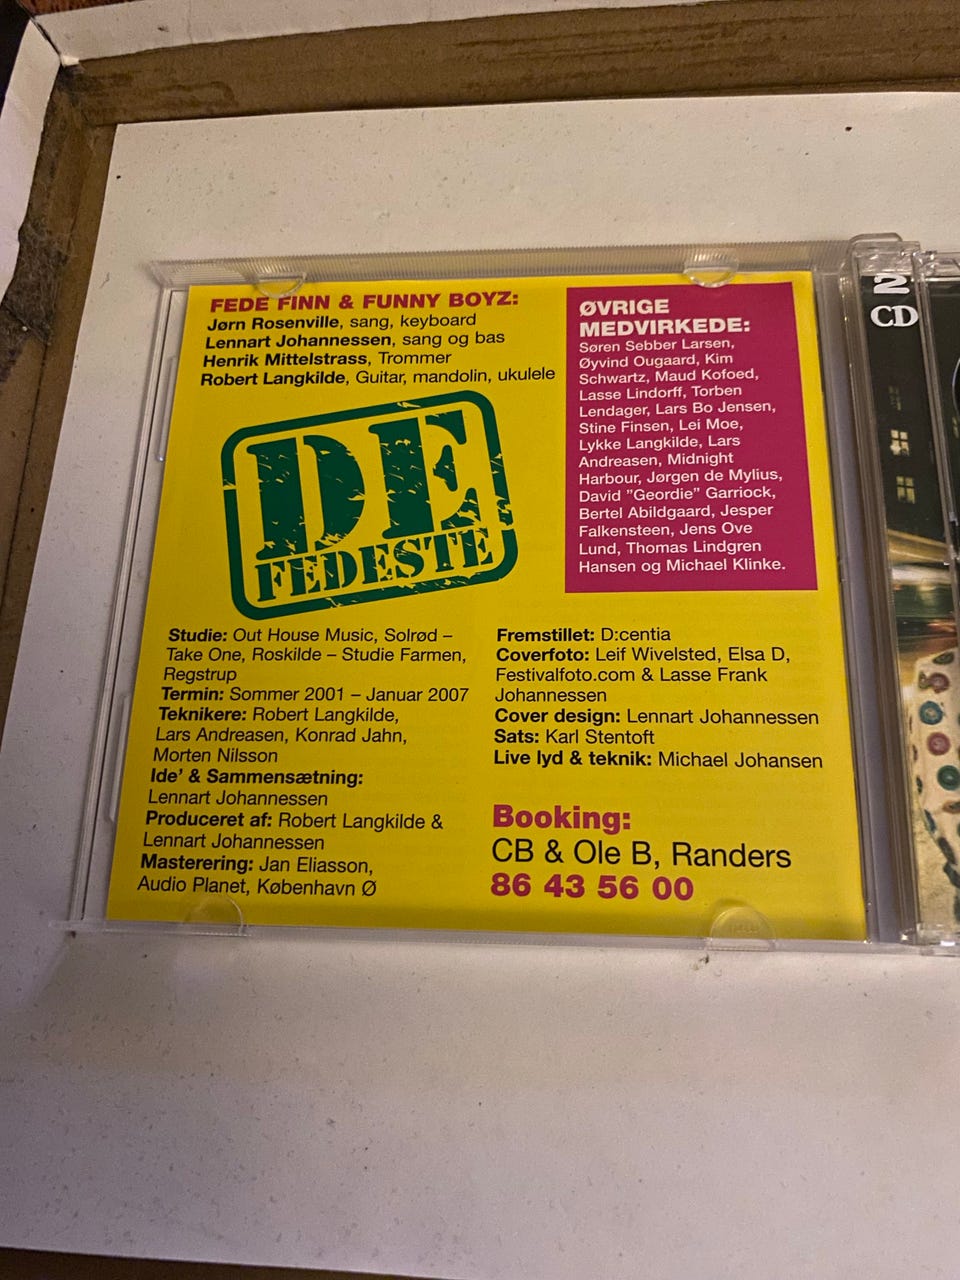 FEDE FINN & FUNNY BOYZ:
Jørn Rosenville, sang, keyboard
Lennart Johannessen, sang og bas
Henrik Mittelstrass, Trommer
Robert Langkilde, Guitar, mandolin, ukulele
DE
FEDESTE
ØVRIGE
MEDVIRKEDE:
Søren Sebber Larsen,
Øyvind Ougaard, Kim
Schwartz, Maud Kofoed,
Lasse Lindorff, Torben
Lendager, Lars Bo Jensen,
Stine Finsen, Lei Moe,
Lykke Langkilde, Lars
Andreasen, Midnight
Harbour, Jørgen de Mylius,
David ”Geordie” Garriock,
Bertel Abildgaard, Jesper
Falkensteen, Jens Ove
Lund, Thomas Lindgren
Hansen og Michael Klinke.
Studie: Out House Music, Solrød –
Take One, Roskilde – Studie Farmen,
Regstrup
Termin: Sommer 2001 – Januar 2007
Teknikere: Robert Langkilde,
Lars Andreasen, Konrad Jahn,
Morten Nilsson
Ide’ & Sammensætning:
Lennart Johannessen
Produceret af: Robert Langkilde &
Lennart Johannessen
Masterering: Jan Eliasson,
Audio Planet, København Ø
Fremstillet: D:centia
Coverfoto: Leif Wivelsted, Elsa D,
Festivalfoto.com & Lasse Frank
Johannessen
Cover design: Lennart Johannessen
Sats: Karl Stentoft
Live lyd & teknik: Michael Johansen
Booking:
CB & Ole B, Randers
86 43 56 00
2
CD